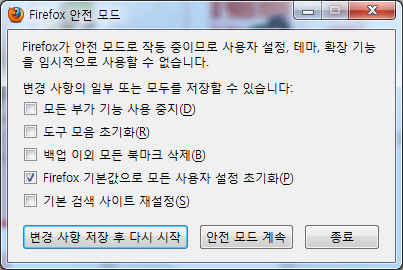 Firefox 안전 모드
Firefox가 안전 모드로 작동 중이므로 사용자 설정, 테마, 확장 기능
을 임시적으로 사용할 수 없습니다.
변경 사항의 일부 또는 모두를 저장할 수 있습니다:
모든 부가 기능 사용 중지(D)
도구 모음 초기화(R)
백업 이외 모든 북마크 삭제(B)
Firefox 기본값으로 모든 사용자 설정 초기화(P)
기본 검색 사이트 재설정(S)
변경 사항 저장 후 다시 시작
안전 모드 계속
종료